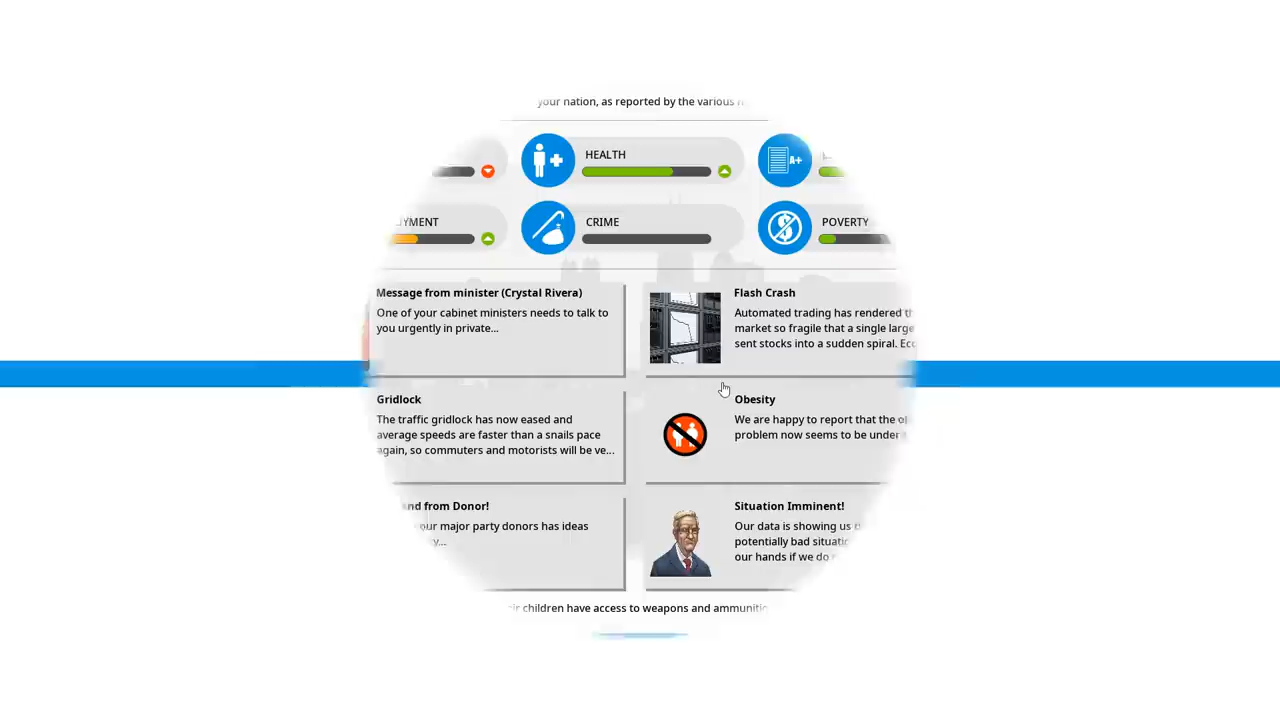 your nation, as reported by the various
HEALTH
A+
CRIME
POVERTY
Message from minister (Crystal Rivera)
One of your cabinet ministers needs to talk to
you urgently in private...
Flash Crash
Automated trading has rendered
market so fragile that a single large
sent stocks into a sudden spiral.
Gridlock
The traffic gridlock has now eased and
average speeds are faster than a snails pace
again, so commuters and motorists will be ve...
Obesity
We are happy to report that the
problem now seems to be under
from Donor!
our major party donors has ideas
Situation Imminent!
Our data is showing us
potentially bad
our hands if we do
children have access to weapons and